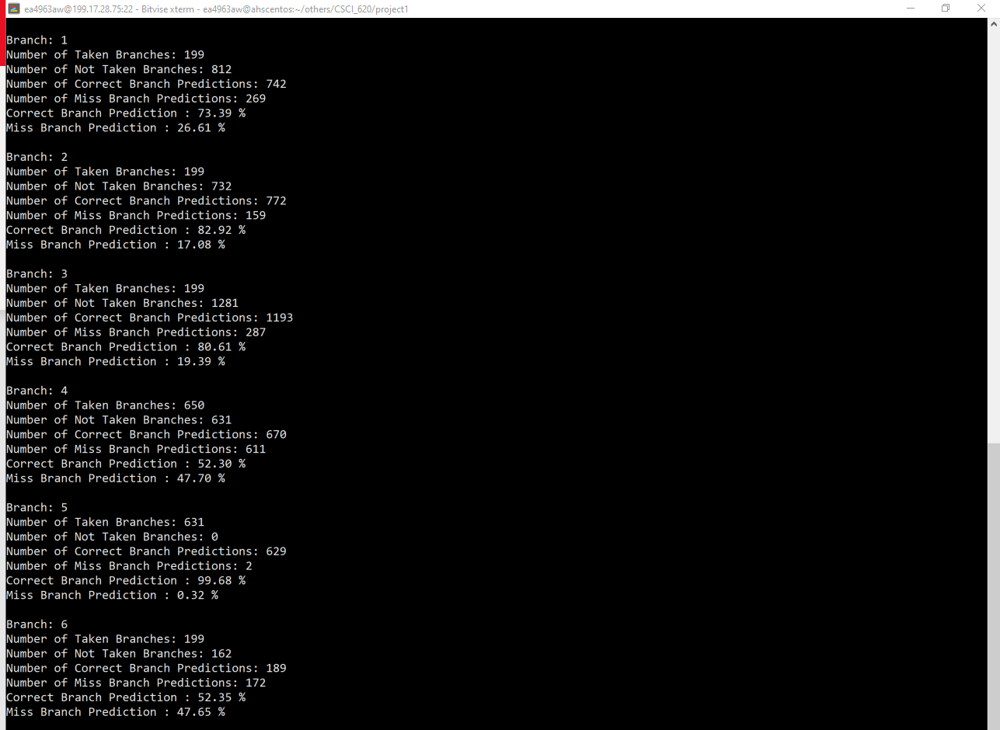 ea4963aw@199.17.28.75:22 - Bitvise xterm - ea4963aw@ahscentos:~/others/CSCI_620/project1
Branch: 1
Number of Taken Branches: 199
Number of Not Taken Branches: 812
Number of Correct Branch Predictions: 742
Number of Miss Branch Predictions: 269
Correct Branch Prediction : 73.39 %
Miss Branch Prediction : 26.61 %
Branch: 2
Number of Taken Branches: 199
Number of Not Taken Branches: 732
Number of Correct Branch Predictions: 772
Number of Miss Branch Predictions: 159
Correct Branch Prediction : 82.92 %
Miss Branch Prediction : 17.08 %
Branch: 3
Number of Taken Branches: 199
Number of Not Taken Branches: 1281
Number of Correct Branch Predictions: 1193
Number of Miss Branch Predictions: 287
Correct Branch Prediction : 80.61 %
Miss Branch Prediction : 19.39 %
Branch: 4
Number of Taken Branches: 650
Number of Not Taken Branches: 631
Number of Correct Branch Predictions: 670
Number of Miss Branch Predictions: 611
Correct Branch Prediction : 52.30 %
Miss Branch Prediction : 47.70 %
Branch: 5
Number of Taken Branches: 631
Number of Not Taken Branches: 0
Number of Correct Branch Predictions: 629
Number of Miss Branch Predictions: 2
Correct Branch Prediction : 99.68 %
Miss Branch Prediction : 0.32 %
Branch: 6
Number of Taken Branches: 199
Number of Not Taken Branches: 162
Number of Correct Branch Predictions: 189
Number of Miss Branch Predictions: 172
Correct Branch Prediction : 52.35 %
Miss Branch Prediction : 47.65 %